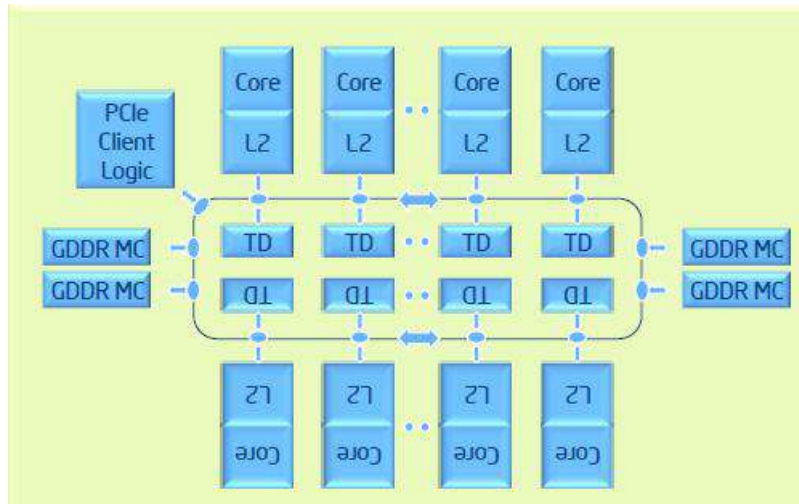 Core Core Core Core
PCIe
Client
Logic
L2 L2 L2 L2
TD TD TD TD
GDDR MC GDDR MC
GDDR MC GDDR MC
TD TD TD TD
L2 L2 L2 L2
Core Core Core Core